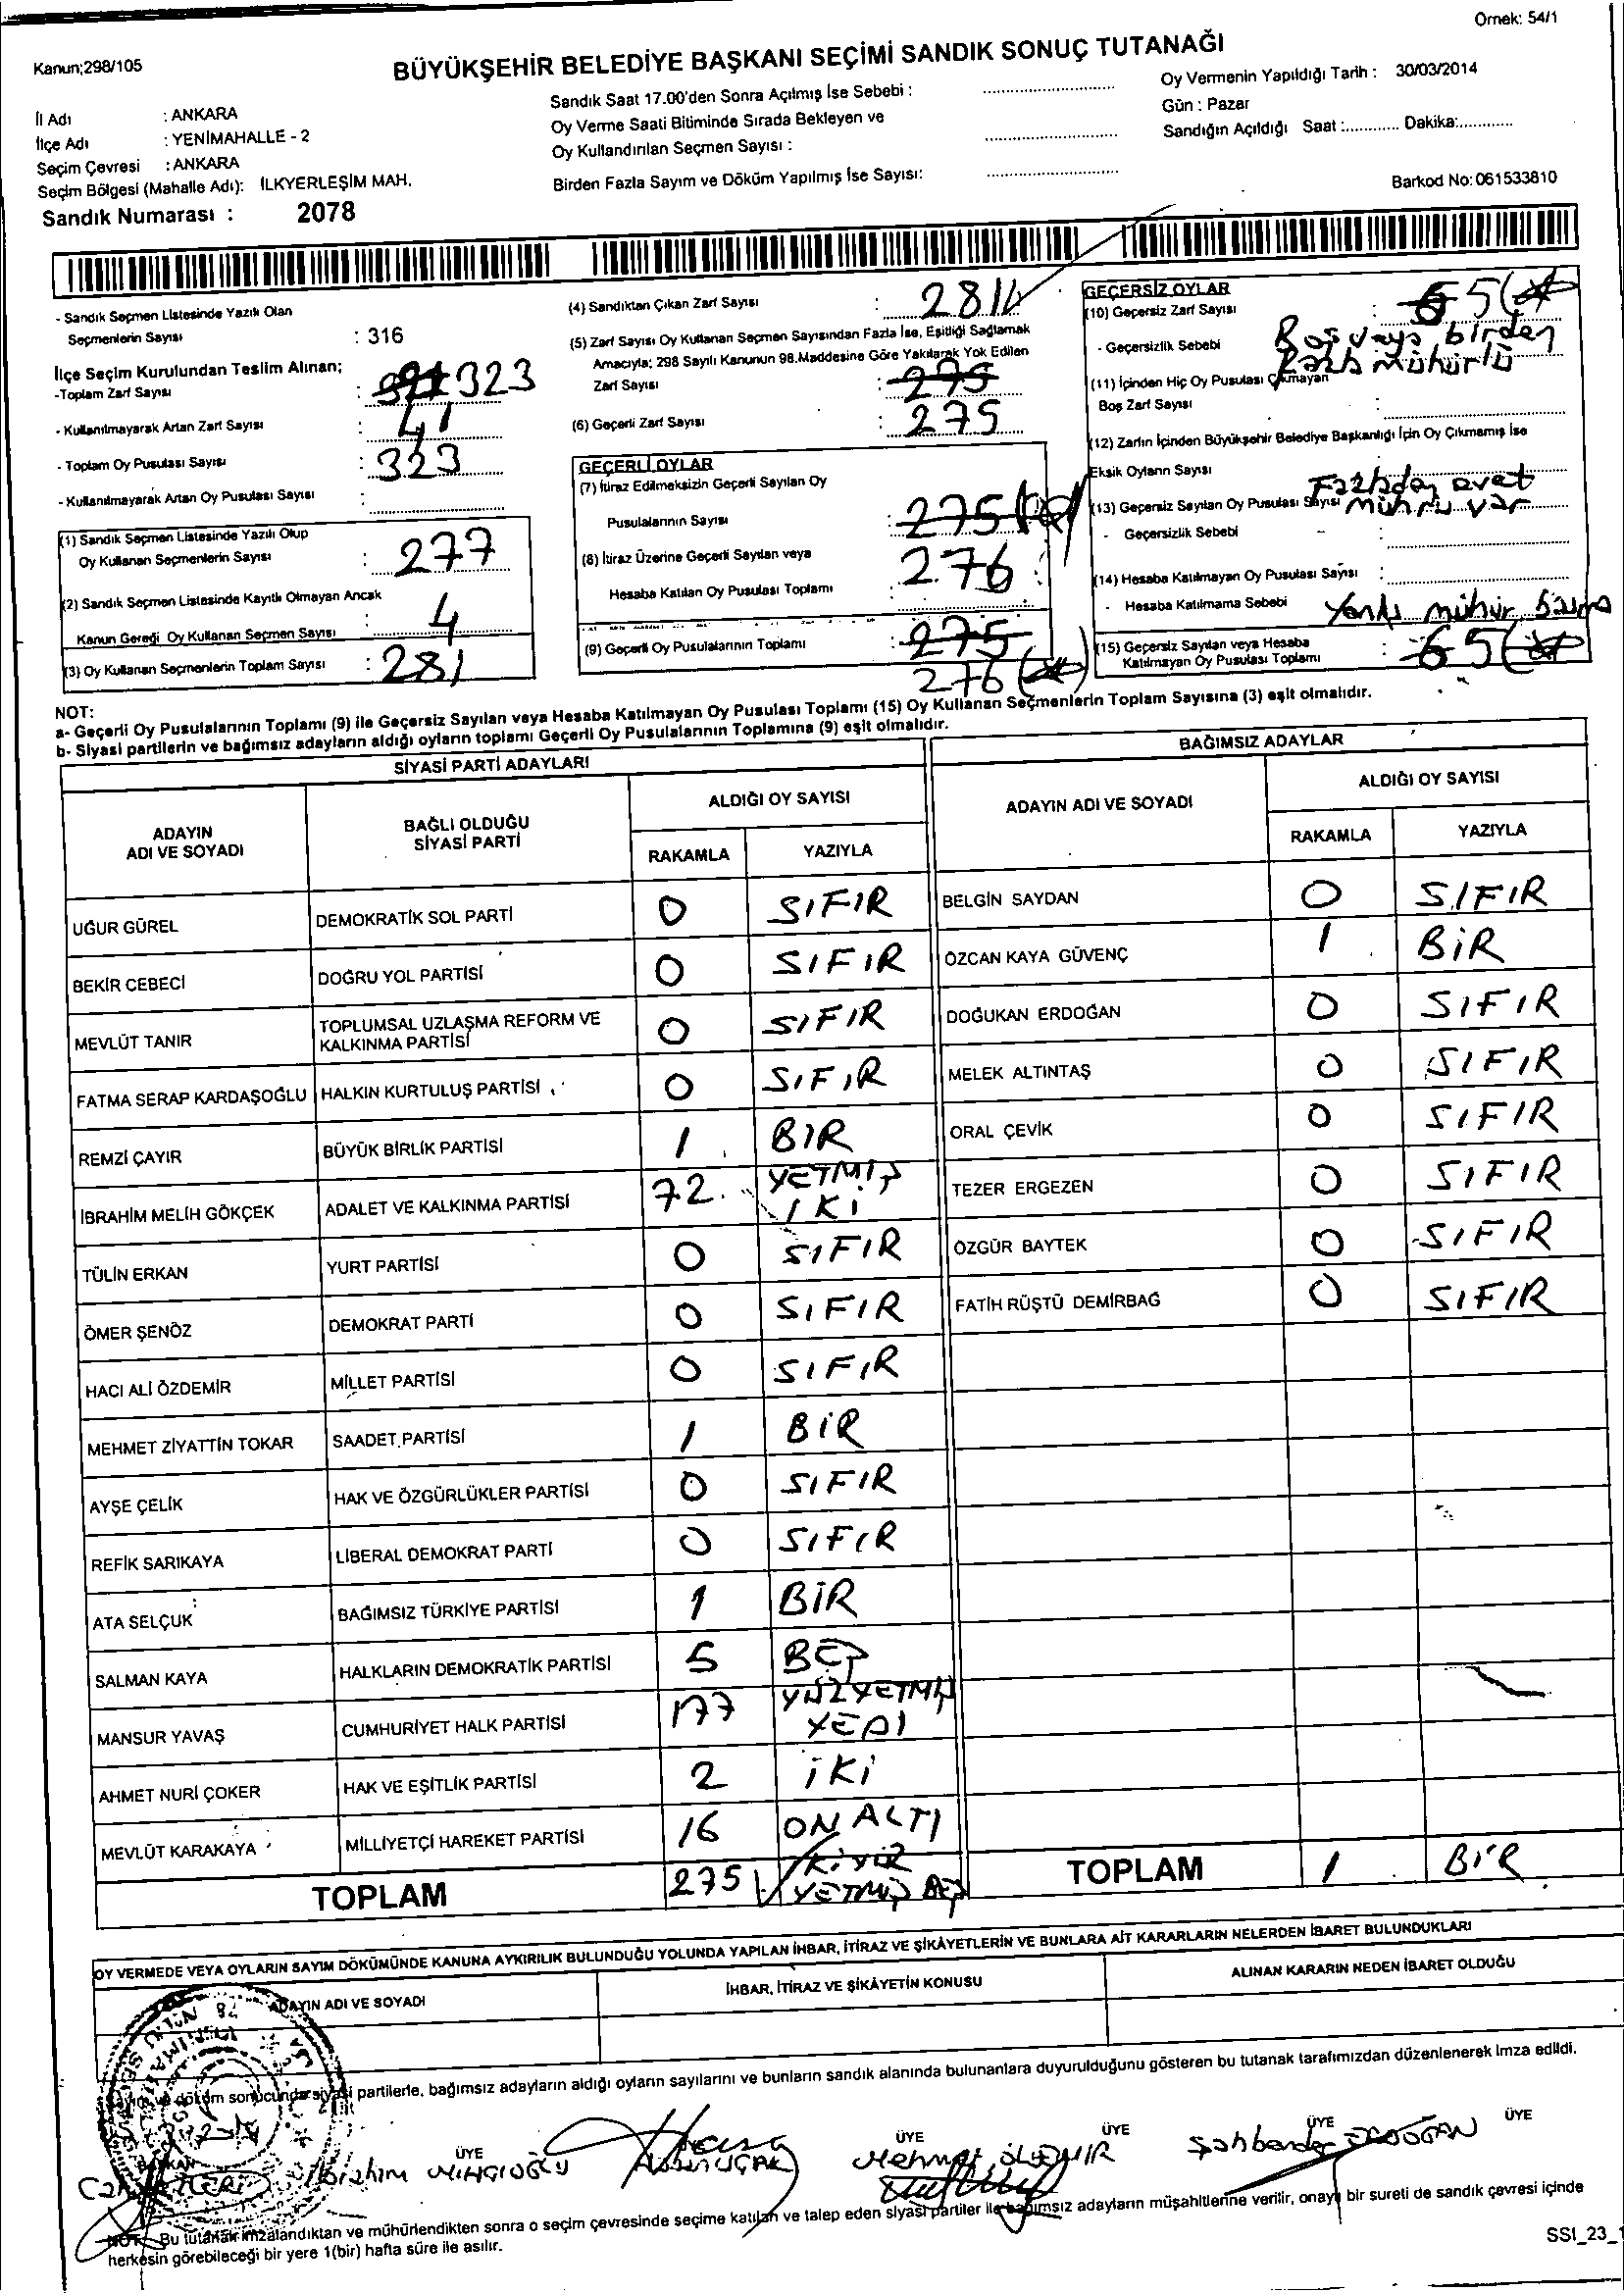 Örnek: 54/1
Kanun;298/105
BÜYÜKŞEHİR BELEDİYE BAŞKANI SEÇİMİ SANDIK SONUÇ TUTANAĞI
İl Adı : ANKARA
İlçe Adı : YENİMAHALLE - 2
Seçim Çevresi : ANKARA
Seçim Bölgesi (Mahalle Adı): İLKYERLEŞİM MAH.
Sandık Numarası : 2078
Sandık Saat 17.00'den Sonra Açılmış İse Sebebi :
Oy Verme Saati Bitiminde Sırada Bekleyen ve
Oy Kullandırılan Seçmen Sayısı :
Birden Fazla Sayım ve Döküm Yapılmış İse Sayısı:
Oy Vermenin Yapıldığı Tarih : 30/03/2014
Gün : Pazar
Sandığın Açıldığı Saat :............ Dakika:............
Barkod No: 061533810
- Sandık Seçmen Listesinde Yazılı Olan
Seçmenlerin Sayısı : 316
İlçe Seçim Kurulundan Teslim Alınan;
-Toplam Zarf Sayısı : 323
- Kullanılmayarak Artan Zarf Sayısı : 41
- Toplam Oy Pusulası Sayısı : 323
- Kullanılmayarak Artan Oy Pusulası Sayısı :
(1) Sandık Seçmen Listesinde Yazılı Olup
Oy Kullanan Seçmenlerin Sayısı : 277
(2) Sandık Seçmen Listesinde Kayıtlı Olmayan Ancak
Kanun Gereği Oy Kullanan Seçmen Sayısı : 4
(3) Oy Kullanan Seçmenlerin Toplam Sayısı : 281
(4) Sandıktan Çıkan Zarf Sayısı : 281
(5) Zarf Sayısı Oy Kullanan Seçmen Sayısından Fazla İse, Eşitliği Sağlamak
Amacıyla; 298 Sayılı Kanunun 98.Maddesine Göre Yakılarak Yok Edilen
Zarf Sayısı : 275
(6) Geçerli Zarf Sayısı : 275
GEÇERLİ OYLAR
(7) İtiraz Edilmeksizin Geçerli Sayılan Oy
Pusulalarının Sayısı : 275
(8) İtiraz Üzerine Geçerli Sayılan veya
Hesaba Katılan Oy Pusulası Toplamı : 276
(9) Geçerli Oy Pusulalarının Toplamı : 275
276
GEÇERSİZ OYLAR
(10) Geçersiz Zarf Sayısı : 6 5
- Geçersizlik Sebebi Boş veya birden
fazla mühürlü
(11) İçinden Hiç Oy Pusulası Çıkmayan
Boş Zarf Sayısı :
(12) Zarfın İçinden Büyükşehir Belediye Başkanlığı İçin Oy Çıkmamış İse
Eksik Oyların Sayısı
(13) Geçersiz Sayılan Oy Pusulası Sayısı Fazladan evet
mührü var
- Geçersizlik Sebebi :
(14) Hesaba Katılmayan Oy Pusulası Sayısı :
- Hesaba Katılmama Sebebi Yanlış mühür basma
(15) Geçersiz Sayılan veya Hesaba
Katılmayan Oy Pusulası Toplamı : 6 5
NOT:
a- Geçerli Oy Pusulalarının Toplamı (9) ile Geçersiz Sayılan veya Hesaba Katılmayan Oy Pusulası Toplamı (15) Oy Kullanan Seçmenlerin Toplam Sayısına (3) eşit olmalıdır.
b- Siyasi partilerin ve bağımsız adayların aldığı oyların toplamı Geçerli Oy Pusulalarının Toplamına (9) eşit olmalıdır.
SİYASİ PARTİ ADAYLARI
ADAYIN ADI VE SOYADI BAĞLI OLDUĞU SİYASİ PARTİ ALDIĞI OY SAYISI
RAKAMLA YAZIYLA
UĞUR GÜREL DEMOKRATİK SOL PARTİ 0 SIFIR
BEKİR CEBECİ DOĞRU YOL PARTİSİ 0 SIFIR
MEVLÜT TANIR TOPLUMSAL UZLAŞMA REFORM VE KALKINMA PARTİSİ 0 SIFIR
FATMA SERAP KARDAŞOĞLU HALKIN KURTULUŞ PARTİSİ 0 SIFIR
REMZİ ÇAYIR BÜYÜK BİRLİK PARTİSİ 1 BİR
İBRAHİM MELİH GÖKÇEK ADALET VE KALKINMA PARTİSİ 72 YETMİŞ İKİ
TÜLİN ERKAN YURT PARTİSİ 0 SIFIR
ÖMER ŞENÖZ DEMOKRAT PARTİ 0 SIFIR
HACI ALİ ÖZDEMİR MİLLET PARTİSİ 0 SIFIR
MEHMET ZİYATTİN TOKAR SAADET PARTİSİ 1 BİR
AYŞE ÇELİK HAK VE ÖZGÜRLÜKLER PARTİSİ 0 SIFIR
REFİK SARIKAYA LİBERAL DEMOKRAT PARTİ 0 SIFIR
ATA SELÇUK BAĞIMSIZ TÜRKİYE PARTİSİ 1 BİR
SALMAN KAYA HALKLARIN DEMOKRATİK PARTİSİ 5 BEŞ
MANSUR YAVAŞ CUMHURİYET HALK PARTİSİ 177 YÜZYETMİŞ YEDİ
AHMET NURİ ÇOKER HAK VE EŞİTLİK PARTİSİ 2 İKİ
MEVLÜT KARAKAYA MİLLİYETÇİ HAREKET PARTİSİ 16 ONALTI
TOPLAM 275 İKİYÜZ YETMİŞ BEŞ
BAĞIMSIZ ADAYLAR
ADAYIN ADI VE SOYADI ALDIĞI OY SAYISI
RAKAMLA YAZIYLA
BELGİN SAYDAN 0 SIFIR
ÖZCAN KAYA GÜVENÇ 1 BİR
DOĞUKAN ERDOĞAN 0 SIFIR
MELEK ALTINTAŞ 0 SIFIR
ORAL ÇEVİK 0 SIFIR
TEZER ERGEZEN 0 SIFIR
ÖZGÜR BAYTEK 0 SIFIR
FATİH RÜŞTÜ DEMİRBAĞ 0 SIFIR
TOPLAM 1 BİR
OY VERMEDE VEYA OYLARIN SAYIM DÖKÜMÜNDE KANUNA AYKIRILIK BULUNDUĞU YOLUNDA YAPILAN İHBAR, İTİRAZ VE ŞİKÂYETLERİN VE BUNLARA AİT KARARLARIN NELERDEN İBARET BULUNDUKLARI
ADAYIN ADI VE SOYADI İHBAR, İTİRAZ VE ŞİKÂYETİN KONUSU ALINAN KARARIN NEDEN İBARET OLDUĞU
Sayım ve döküm sonucunda siyasi partilerle, bağımsız adayların aldığı oyların sayılarını ve bunların sandık alanında bulunanlara duyurulduğunu gösteren bu tutanak tarafımızdan düzenlenerek imza edildi.
BAŞKAN ÜYE ÜYE ÜYE ÜYE ÜYE
İbrahim Mehmet Şahbender ERDOĞAN
NOT: Bu tutanak imzalandıktan ve mühürlendikten sonra o seçim çevresinde seçime katılan ve talep eden siyasi partiler ile bağımsız adayların müşahitlerine verilir, onaylı bir sureti de sandık çevresi içinde
herkesin görebileceği bir yere 1(bir) hafta süre ile asılır.
SSI_23_1